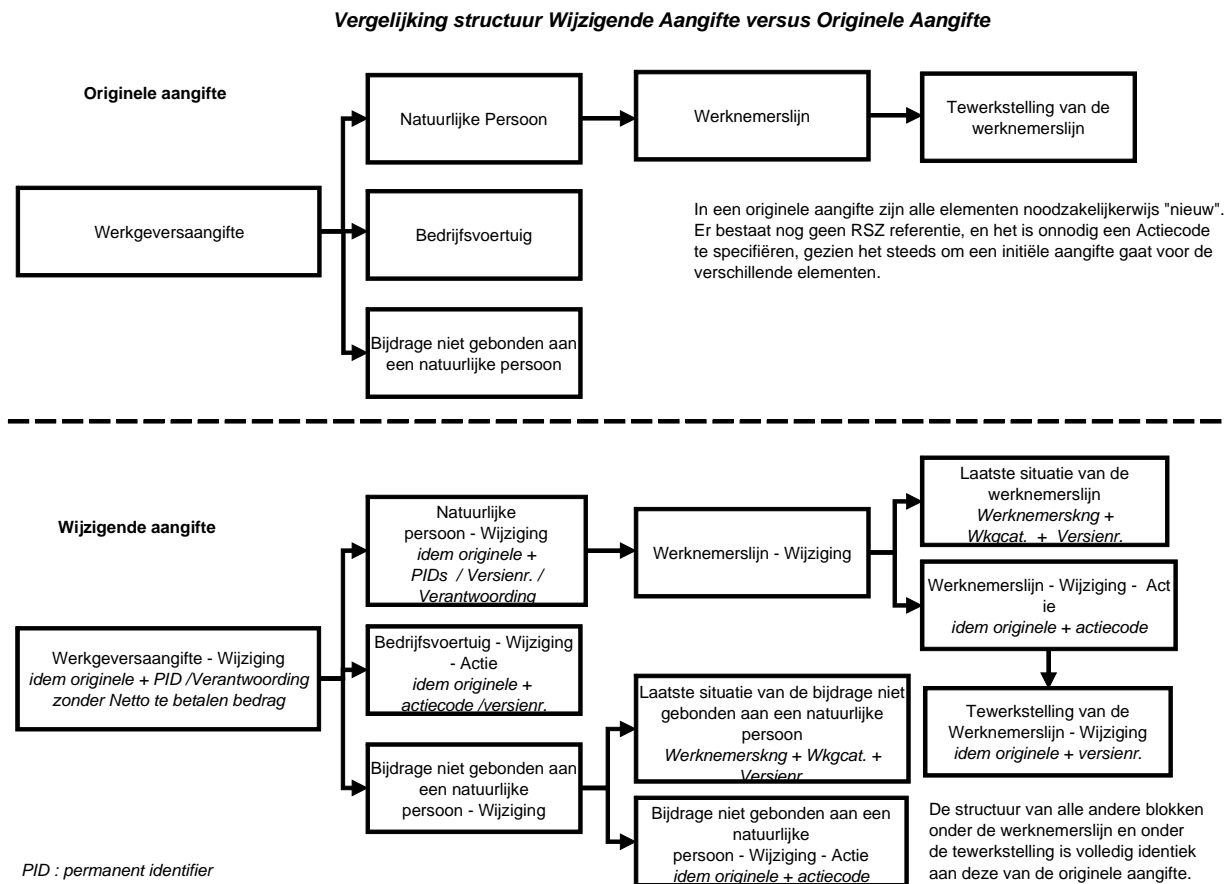 Vergelijking structuur Wijzigende Aangifte versus Originele Aangifte
Originele aangifte
Natuurlijke Persoon
Werknemerslijn
Tewerkstelling van de
werknemerslijn
Werkgeversaangifte
Bedrijfsvoertuig
In een originele aangifte zijn alle elementen noodzakelijkerwijs "nieuw".
Er bestaat nog geen RSZ referentie, en het is onnodig een Actiecode
te specifiëren, gezien het steeds om een initiële aangifte gaat voor de
verschillende elementen.
Bijdrage niet gebonden aan
een natuurlijke persoon
Wijzigende aangifte
Natuurlijke
persoon - Wijziging
idem originele +
PIDs / Versienr. /
Verantwoording
Werknemerslijn - Wijziging
Laatste situatie van de
werknemerslijn
Werknemerskng +
Wkgcat. + Versienr.
Werknemerslijn - Wijziging - Act
ie
idem originele + actiecode
Werkgeversaangifte - Wijziging
idem originele + PID /Verantwoording
zonder Netto te betalen bedrag
Bedrijfsvoertuig - Wijziging
- Actie
idem originele +
actiecode /versienr.
Laatste situatie van de bijdrage niet
gebonden aan een natuurlijke
persoon
Werknemerskng + Wkgcat. +
Versienr
Tewerkstelling van de
Werknemerslijn - Wijziging
idem originele + versienr.
Bijdrage niet gebonden aan
een natuurlijke
persoon - Wijziging
Bijdrage niet gebonden aan een
natuurlijke
persoon - Wijziging - Actie
idem originele + actiecode
De structuur van alle andere blokken
onder de werknemerslijn en onder
de tewerkstelling is volledig identiek
aan deze van de originele aangifte.
PID : permanent identifier